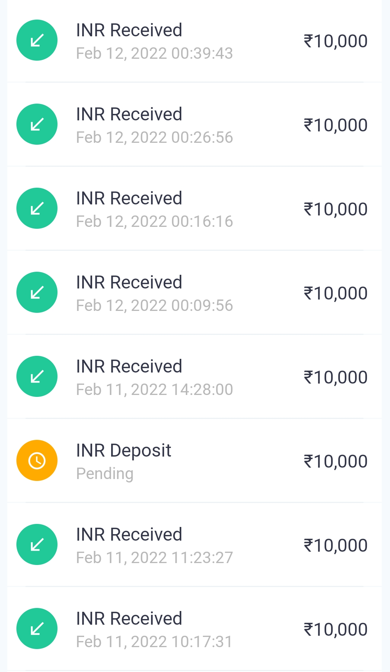 INR Received
₹10,000
Feb 12, 2022 00:39:43
INR Received
₹10,000
Feb 12, 2022 00:26:56
INR Received
₹10,000
Feb 12, 2022 00:16:16
INR Received
₹10,000
Feb 12, 2022 00:09:56
INR Received
₹10,000
Feb 11, 2022 14:28:00
INR Deposit
₹10,000
Pending
INR Received
₹10,000
Feb 11, 2022 11:23:27
INR Received
₹10,000
Feb 11, 2022 10:17:31